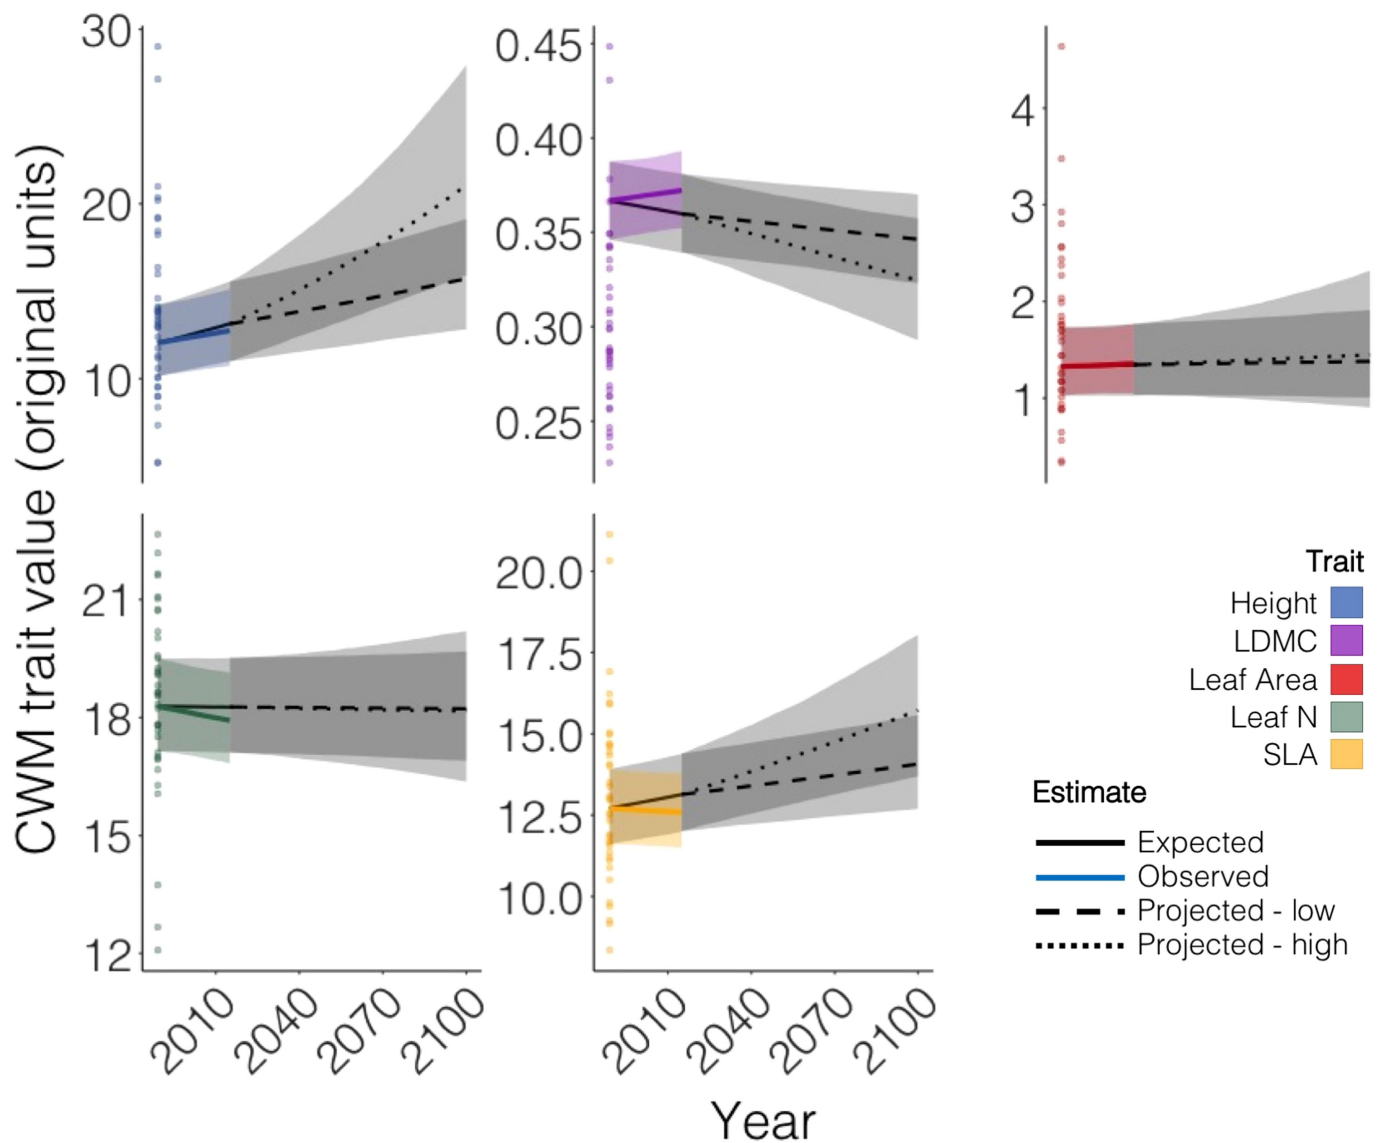 CWM trait value (original units)
30
20
10
0.45
0.40
0.35
0.30
0.25
4
3
2
1
21
18
15
12
20.0
17.5
15.0
12.5
10.0
2010
2040
2070
2100
2010
2040
2070
2100
Year
Trait
Height
LDMC
Leaf Area
Leaf N
SLA
Estimate
Expected
Observed
Projected - low
Projected - high